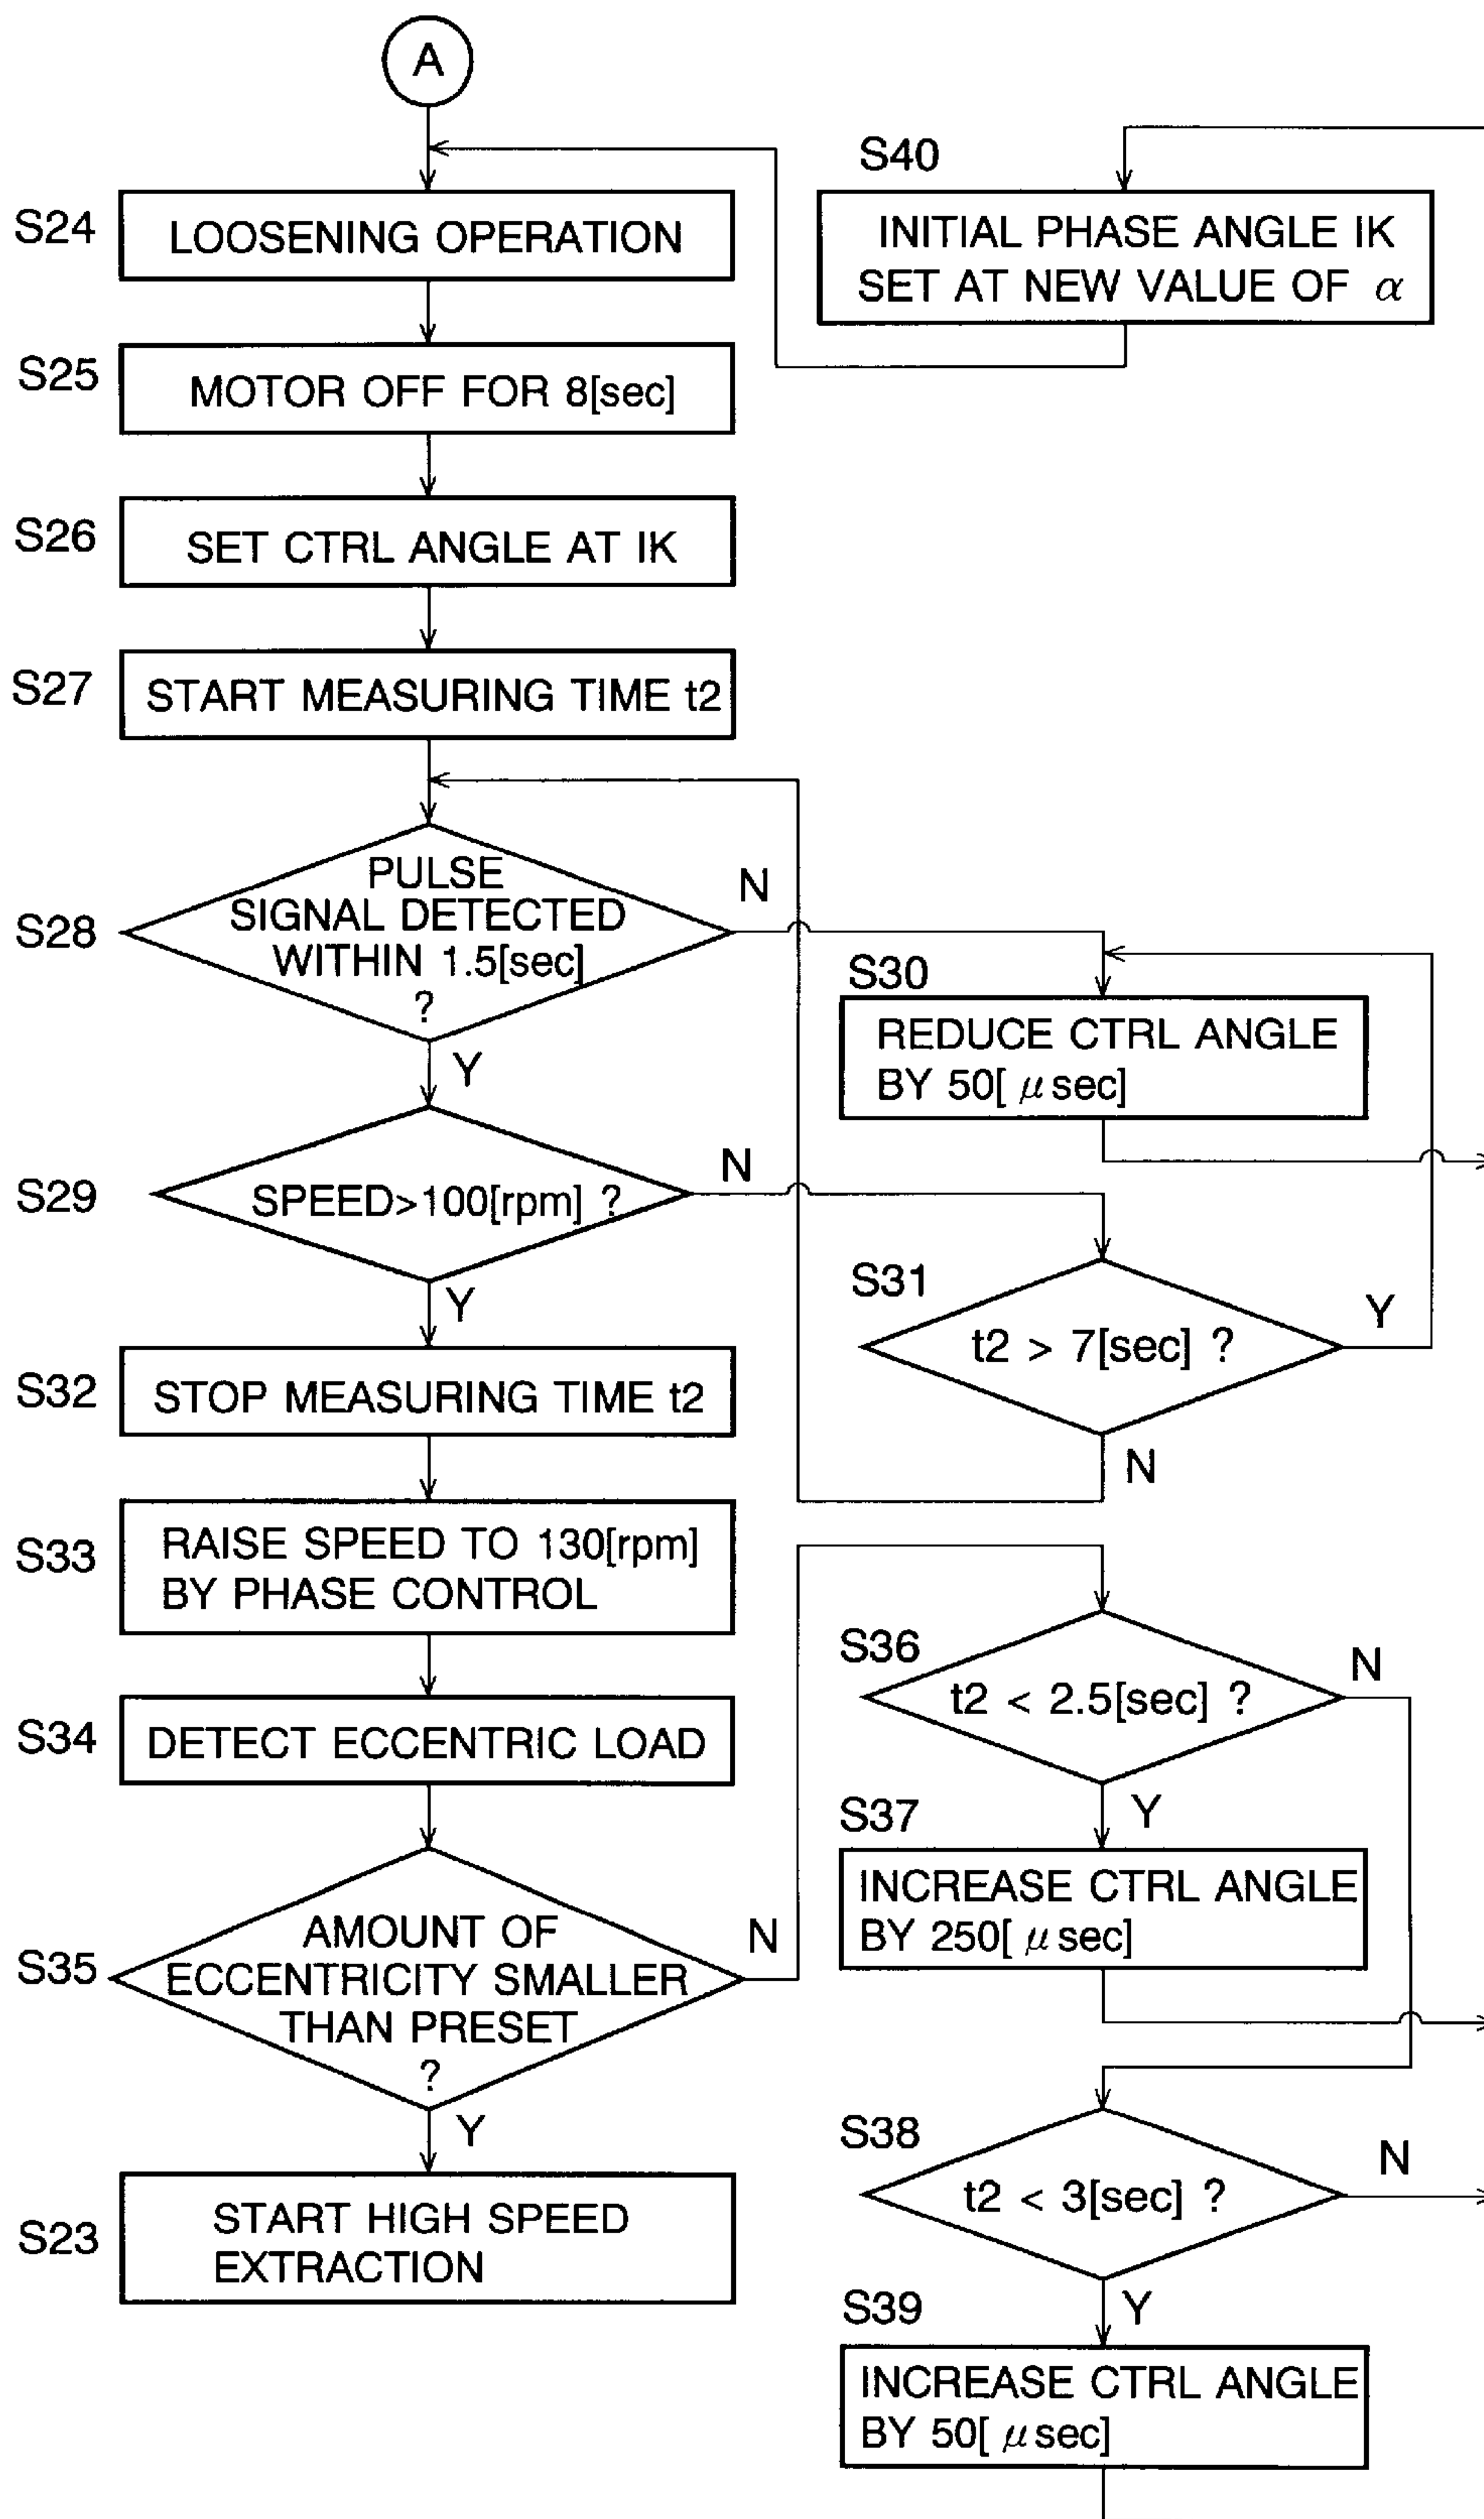 A
S40
INITIAL PHASE ANGLE IK
SET AT NEW VALUE OF α
S24
LOOSENING OPERATION
S25
MOTOR OFF FOR 8[sec]
S26
SET CTRL ANGLE AT IK
S27
START MEASURING TIME t2
S28
PULSE
SIGNAL DETECTED
WITHIN 1.5[sec]
?
N
Y
S30
REDUCE CTRL ANGLE
BY 50[ μ sec]
S29
SPEED>100[rpm] ?
N
Y
S31
t2 > 7[sec] ?
Y
N
S32
STOP MEASURING TIME t2
S33
RAISE SPEED TO 130[rpm]
BY PHASE CONTROL
S34
DETECT ECCENTRIC LOAD
S35
AMOUNT OF
ECCENTRICITY SMALLER
THAN PRESET
?
N
Y
S23
START HIGH SPEED
EXTRACTION
S36
t2 < 2.5[sec] ?
N
Y
S37
INCREASE CTRL ANGLE
BY 250[ μ sec]
S38
t2 < 3[sec] ?
N
Y
S39
INCREASE CTRL ANGLE
BY 50[ μ sec]